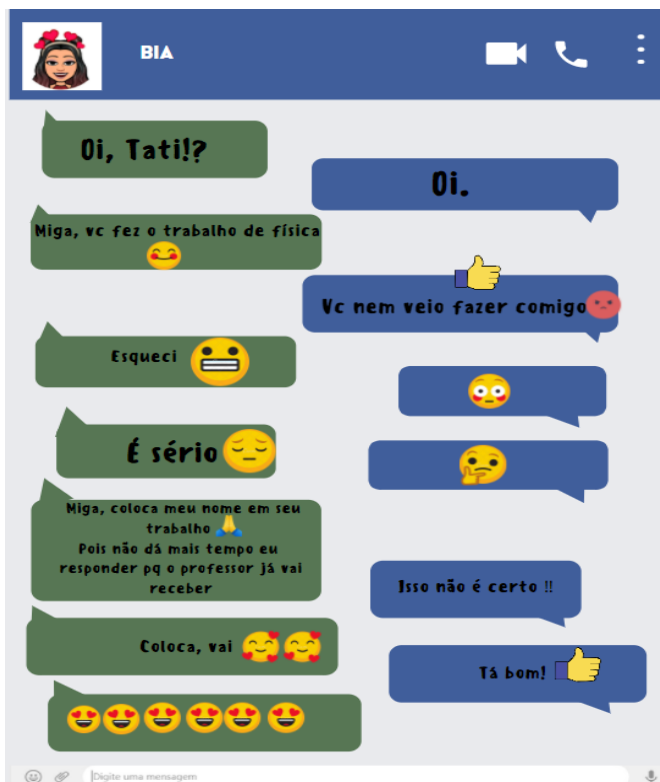 BIA
Oi, Tati!?
Oi.
Miga, vc fez o trabalho de física
Vc nem veio fazer comigo
Esqueci
É sério
Miga, coloca meu nome em seu
trabalho
Pois não dá mais tempo eu
responder pq o professor já vai
receber
Isso não é certo !!
Coloca, vai
Tá bom!
Digite uma mensagem